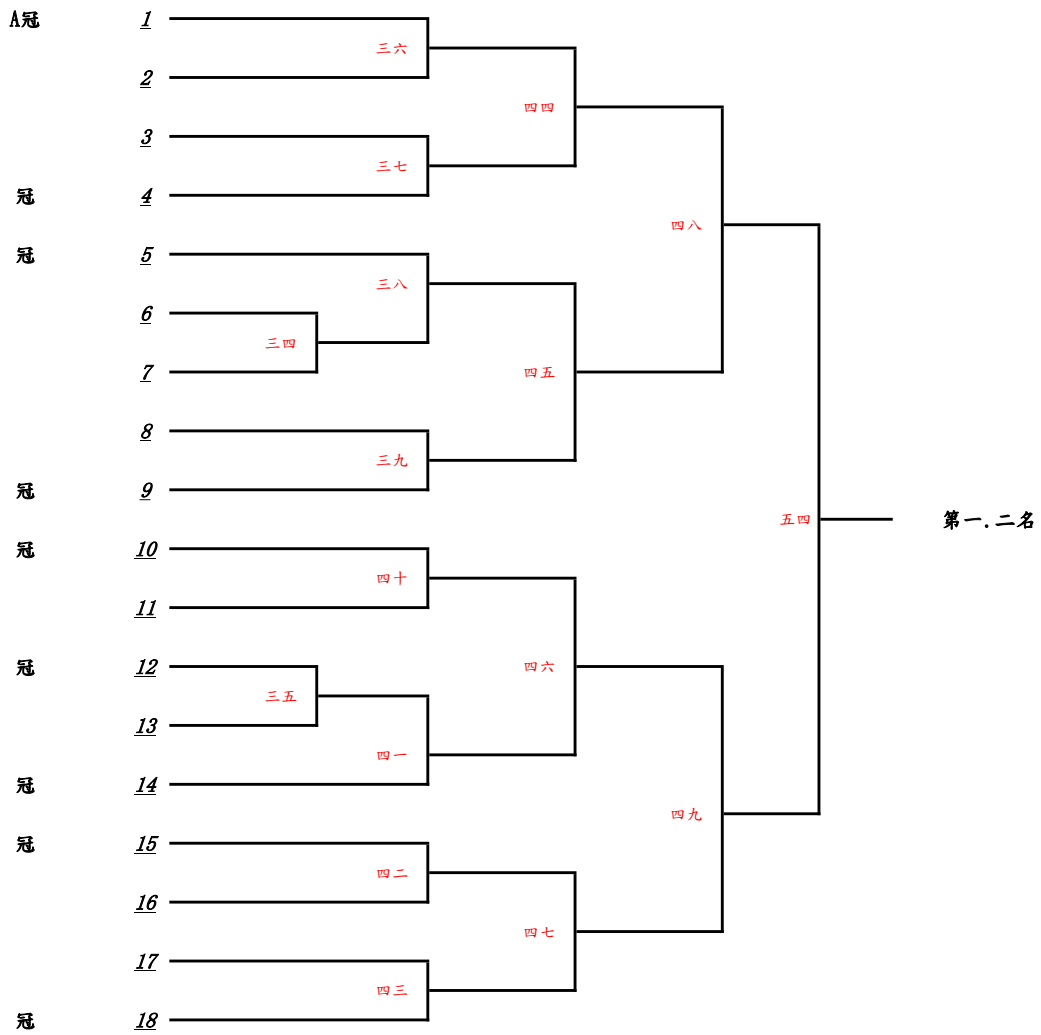 A冠 1
三六
2
四四
3
三七
冠 4
四八
冠 5
三八
6
三四
7
四五
8
三九
冠 9
五四 第一.二名
冠 10
四十
11
冠 12 四六
三五
13
四一
冠 14
四九
冠 15
四二
16
四七
17
四三
冠 18